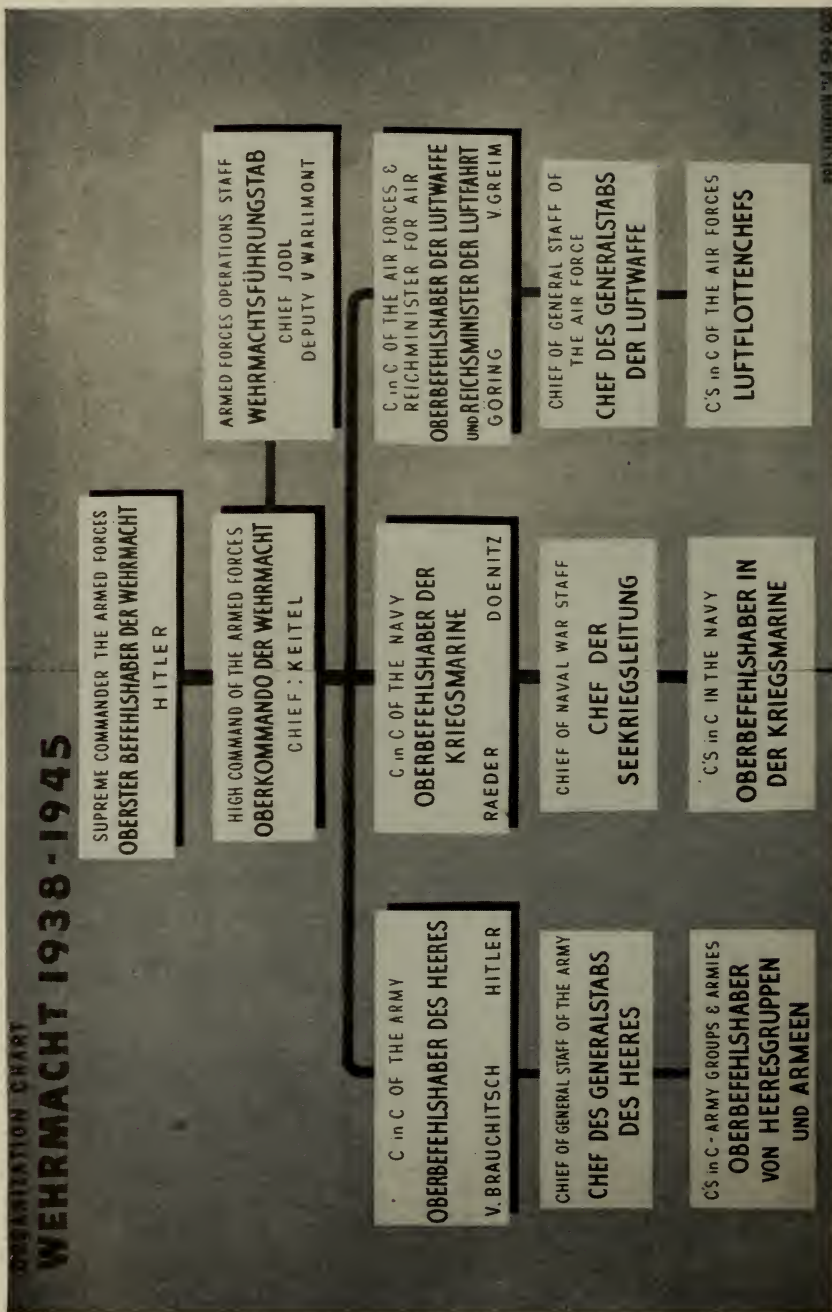 ORGANIZATION CHART
WEHRMACHT 1938-1945
SUPREME COMMANDER THE ARMED FORCES
OBERSTER BEFEHLSHABER DER WEHRMACHT
HITLER
HIGH COMMAND OF THE ARMED FORCES
OBERKOMMANDO DER WEHRMACHT
CHIEF: KEITEL
ARMED FORCES OPERATIONS STAFF
WEHRMACHTSFÜHRUNGSTAB
CHIEF JODL
DEPUTY V WARLIMONT
C in C OF THE ARMY
OBERBEFEHLSHABER DES HEERES
V. BRAUCHITSCH HITLER
CHIEF OF GENERAL STAFF OF THE ARMY
CHEF DES GENERALSTABS
DES HEERES
C'S in C - ARMY GROUPS & ARMIES
OBERBEFEHLSHABER
VON HEERESGRUPPEN
UND ARMEEN
C in C OF THE NAVY
OBERBEFEHLSHABER DER
KRIEGSMARINE
RAEDER DOENITZ
CHIEF OF NAVAL WAR STAFF
CHEF DER
SEEKRIEGSLEITUNG
C'S in C IN THE NAVY
OBERBEFEHLSHABER IN
DER KRIEGSMARINE
C in C OF THE AIR FORCES &
REICHMINISTER FOR AIR
OBERBEFEHLSHABER DER LUFTWAFFE
UND REICHSMINISTER DER LUFTFAHRT
GÖRING V.GREIM
CHIEF OF GENERAL STAFF OF
THE AIR FORCE
CHEF DES GENERALSTABS
DER LUFTWAFFE
C'S in C OF THE AIR FORCES
LUFTFLOTTENCHEFS